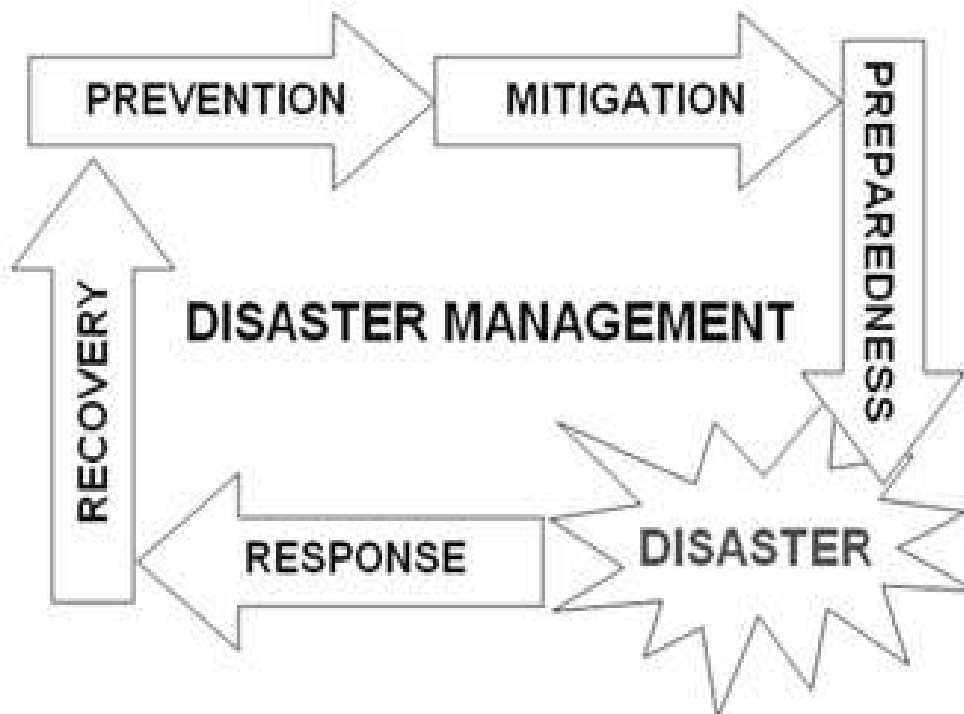 PREVENTION
MITIGATION
PREPAREDNESS
DISASTER MANAGEMENT
RECOVERY
RESPONSE
DISASTER